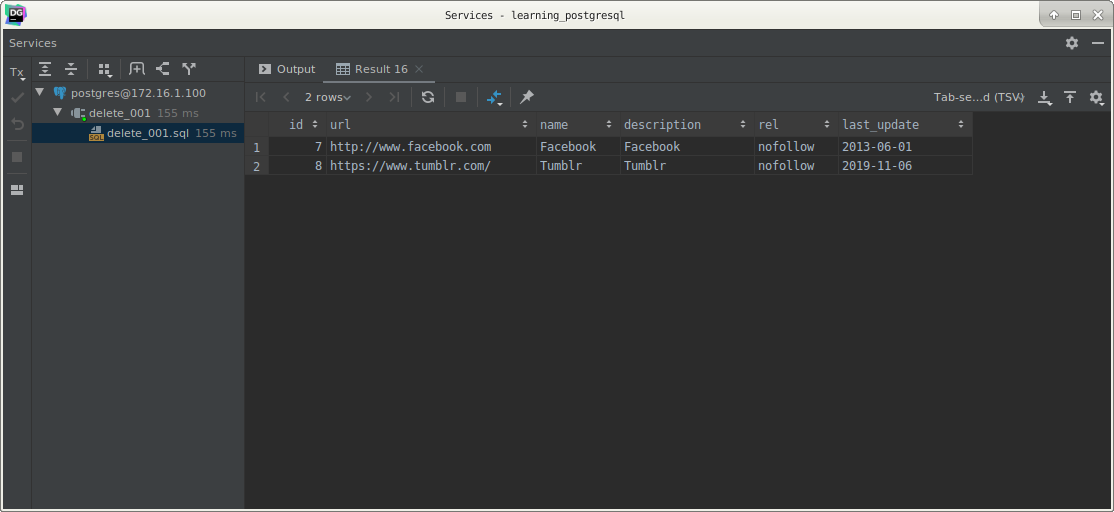 DG
Services - learning_postgresql
Services
Tx
postgres@172.16.1.100
delete_001 155 ms
SQL
delete_001.sql 155 ms
Output
Result 16
2 rows
Tab-se...d (TSV)
id url name description rel last_update
1 7 http://www.facebook.com Facebook Facebook nofollow 2013-06-01
2 8 https://www.tumblr.com/ Tumblr Tumblr nofollow 2019-11-06